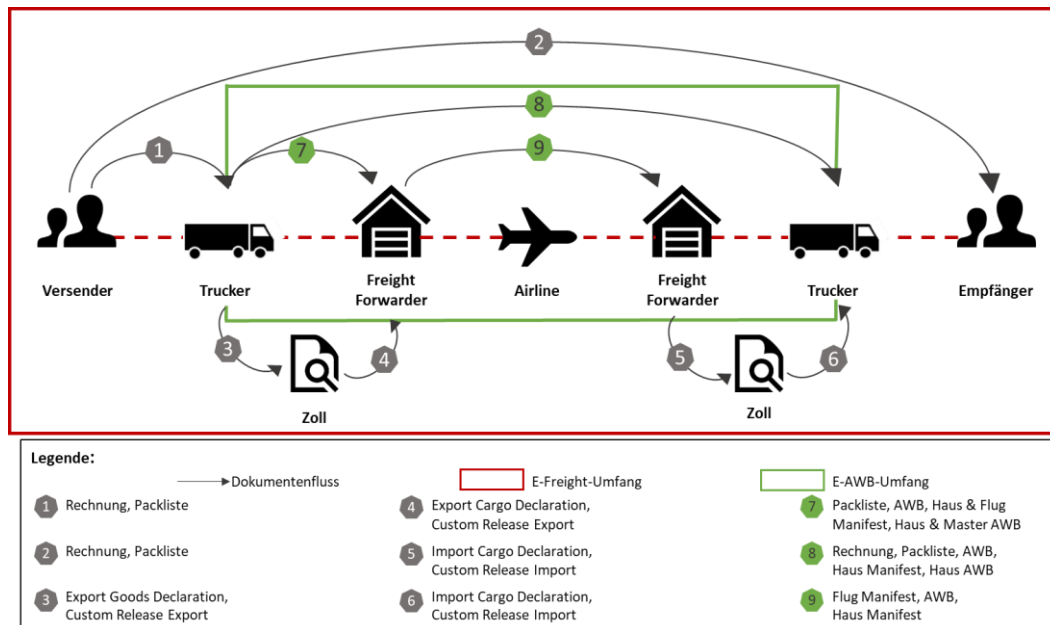 2
8
1
7
9
Versender
Trucker
Freight
Forwarder
Airline
Freight
Forwarder
Trucker
Empfänger
3
4
5
6
Zoll
Zoll
Legende:
Dokumentenfluss
E-Freight-Umfang
E-AWB-Umfang
1 Rechnung, Packliste
2 Rechnung, Packliste
3 Export Goods Declaration,
Custom Release Export
4 Export Cargo Declaration,
Custom Release Export
5 Import Cargo Declaration,
Custom Release Import
6 Import Cargo Declaration,
Custom Release Import
7 Packliste, AWB, Haus & Flug
Manifest, Haus & Master AWB
8 Rechnung, Packliste, AWB,
Haus Manifest, Haus AWB
9 Flug Manifest, AWB,
Haus Manifest